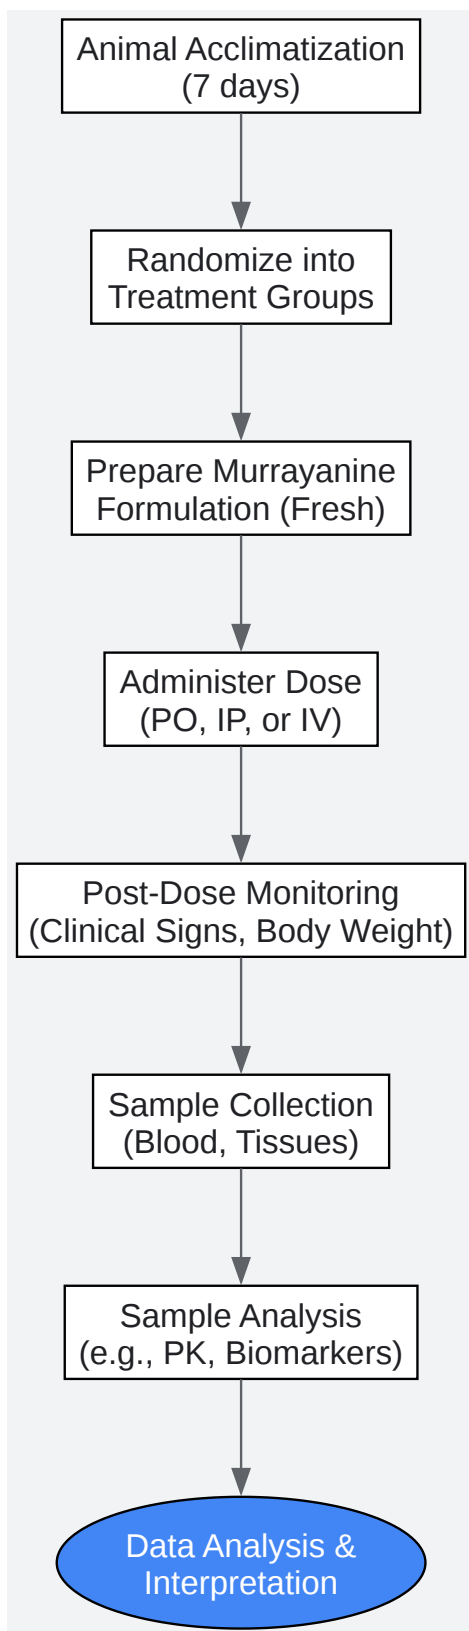 Animal Acclimatization
(7 days)
Randomize into
Treatment Groups
Prepare Murrayanine
Formulation (Fresh)
Administer Dose
(PO, IP, or IV)
Post-Dose Monitoring
(Clinical Signs, Body Weight)
Sample Collection
(Blood, Tissues)
Sample Analysis
(e.g., PK, Biomarkers)
Data Analysis &
Interpretation